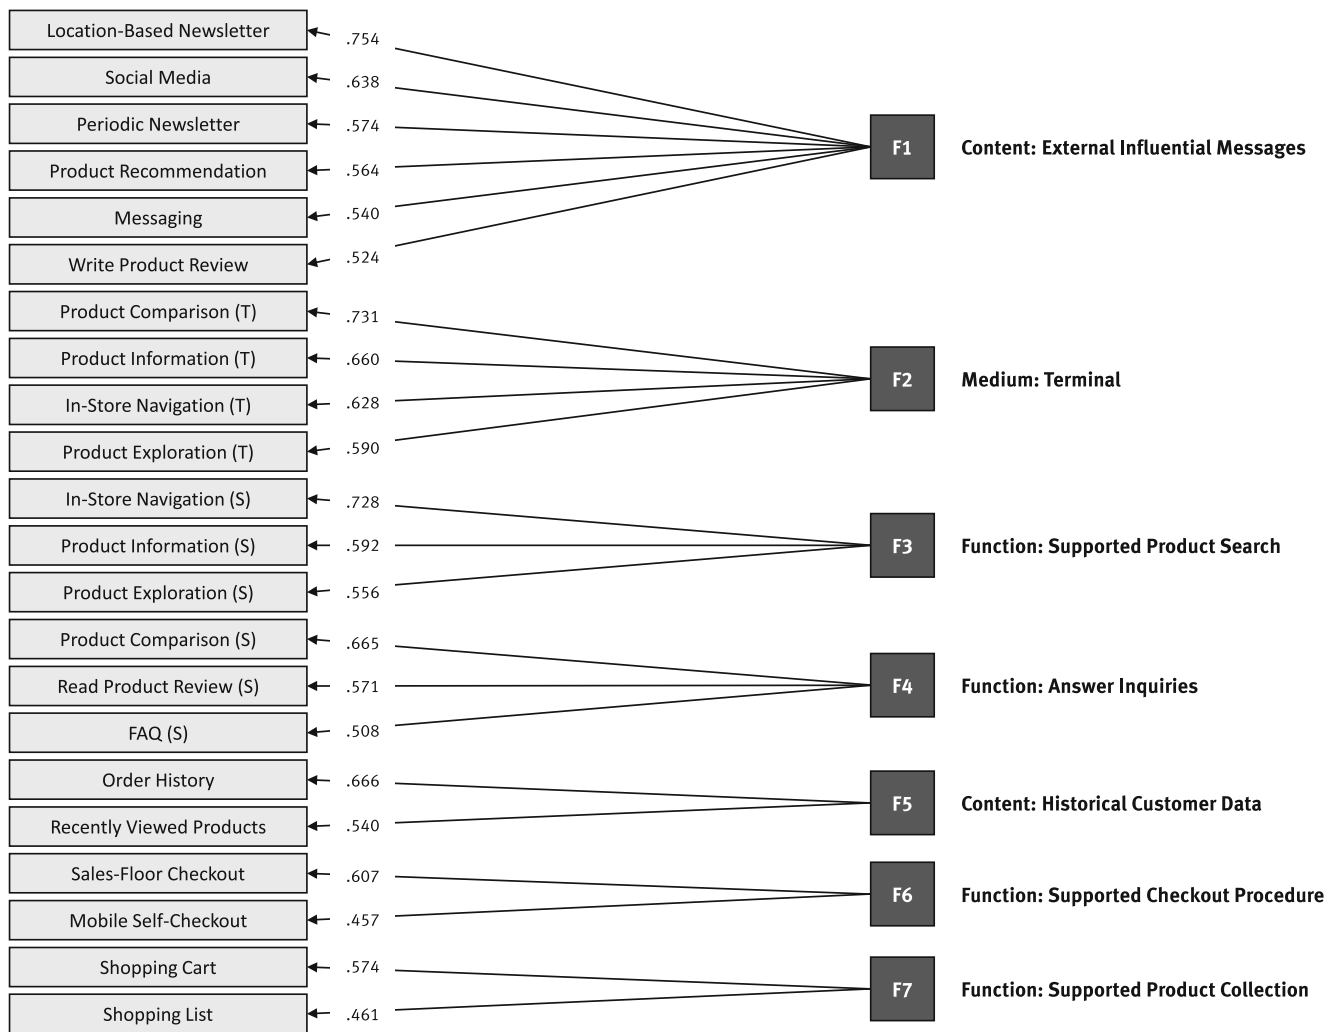 Location-Based Newsletter .754
Social Media .638
Periodic Newsletter .574
Product Recommendation .564
Messaging .540
Write Product Review .524
F1 Content: External Influential Messages
Product Comparison (T) .731
Product Information (T) .660
In-Store Navigation (T) .628
Product Exploration (T) .590
F2 Medium: Terminal
In-Store Navigation (S) .728
Product Information (S) .592
Product Exploration (S) .556
F3 Function: Supported Product Search
Product Comparison (S) .665
Read Product Review (S) .571
FAQ (S) .508
F4 Function: Answer Inquiries
Order History .666
Recently Viewed Products .540
F5 Content: Historical Customer Data
Sales-Floor Checkout .607
Mobile Self-Checkout .457
F6 Function: Supported Checkout Procedure
Shopping Cart .574
Shopping List .461
F7 Function: Supported Product Collection